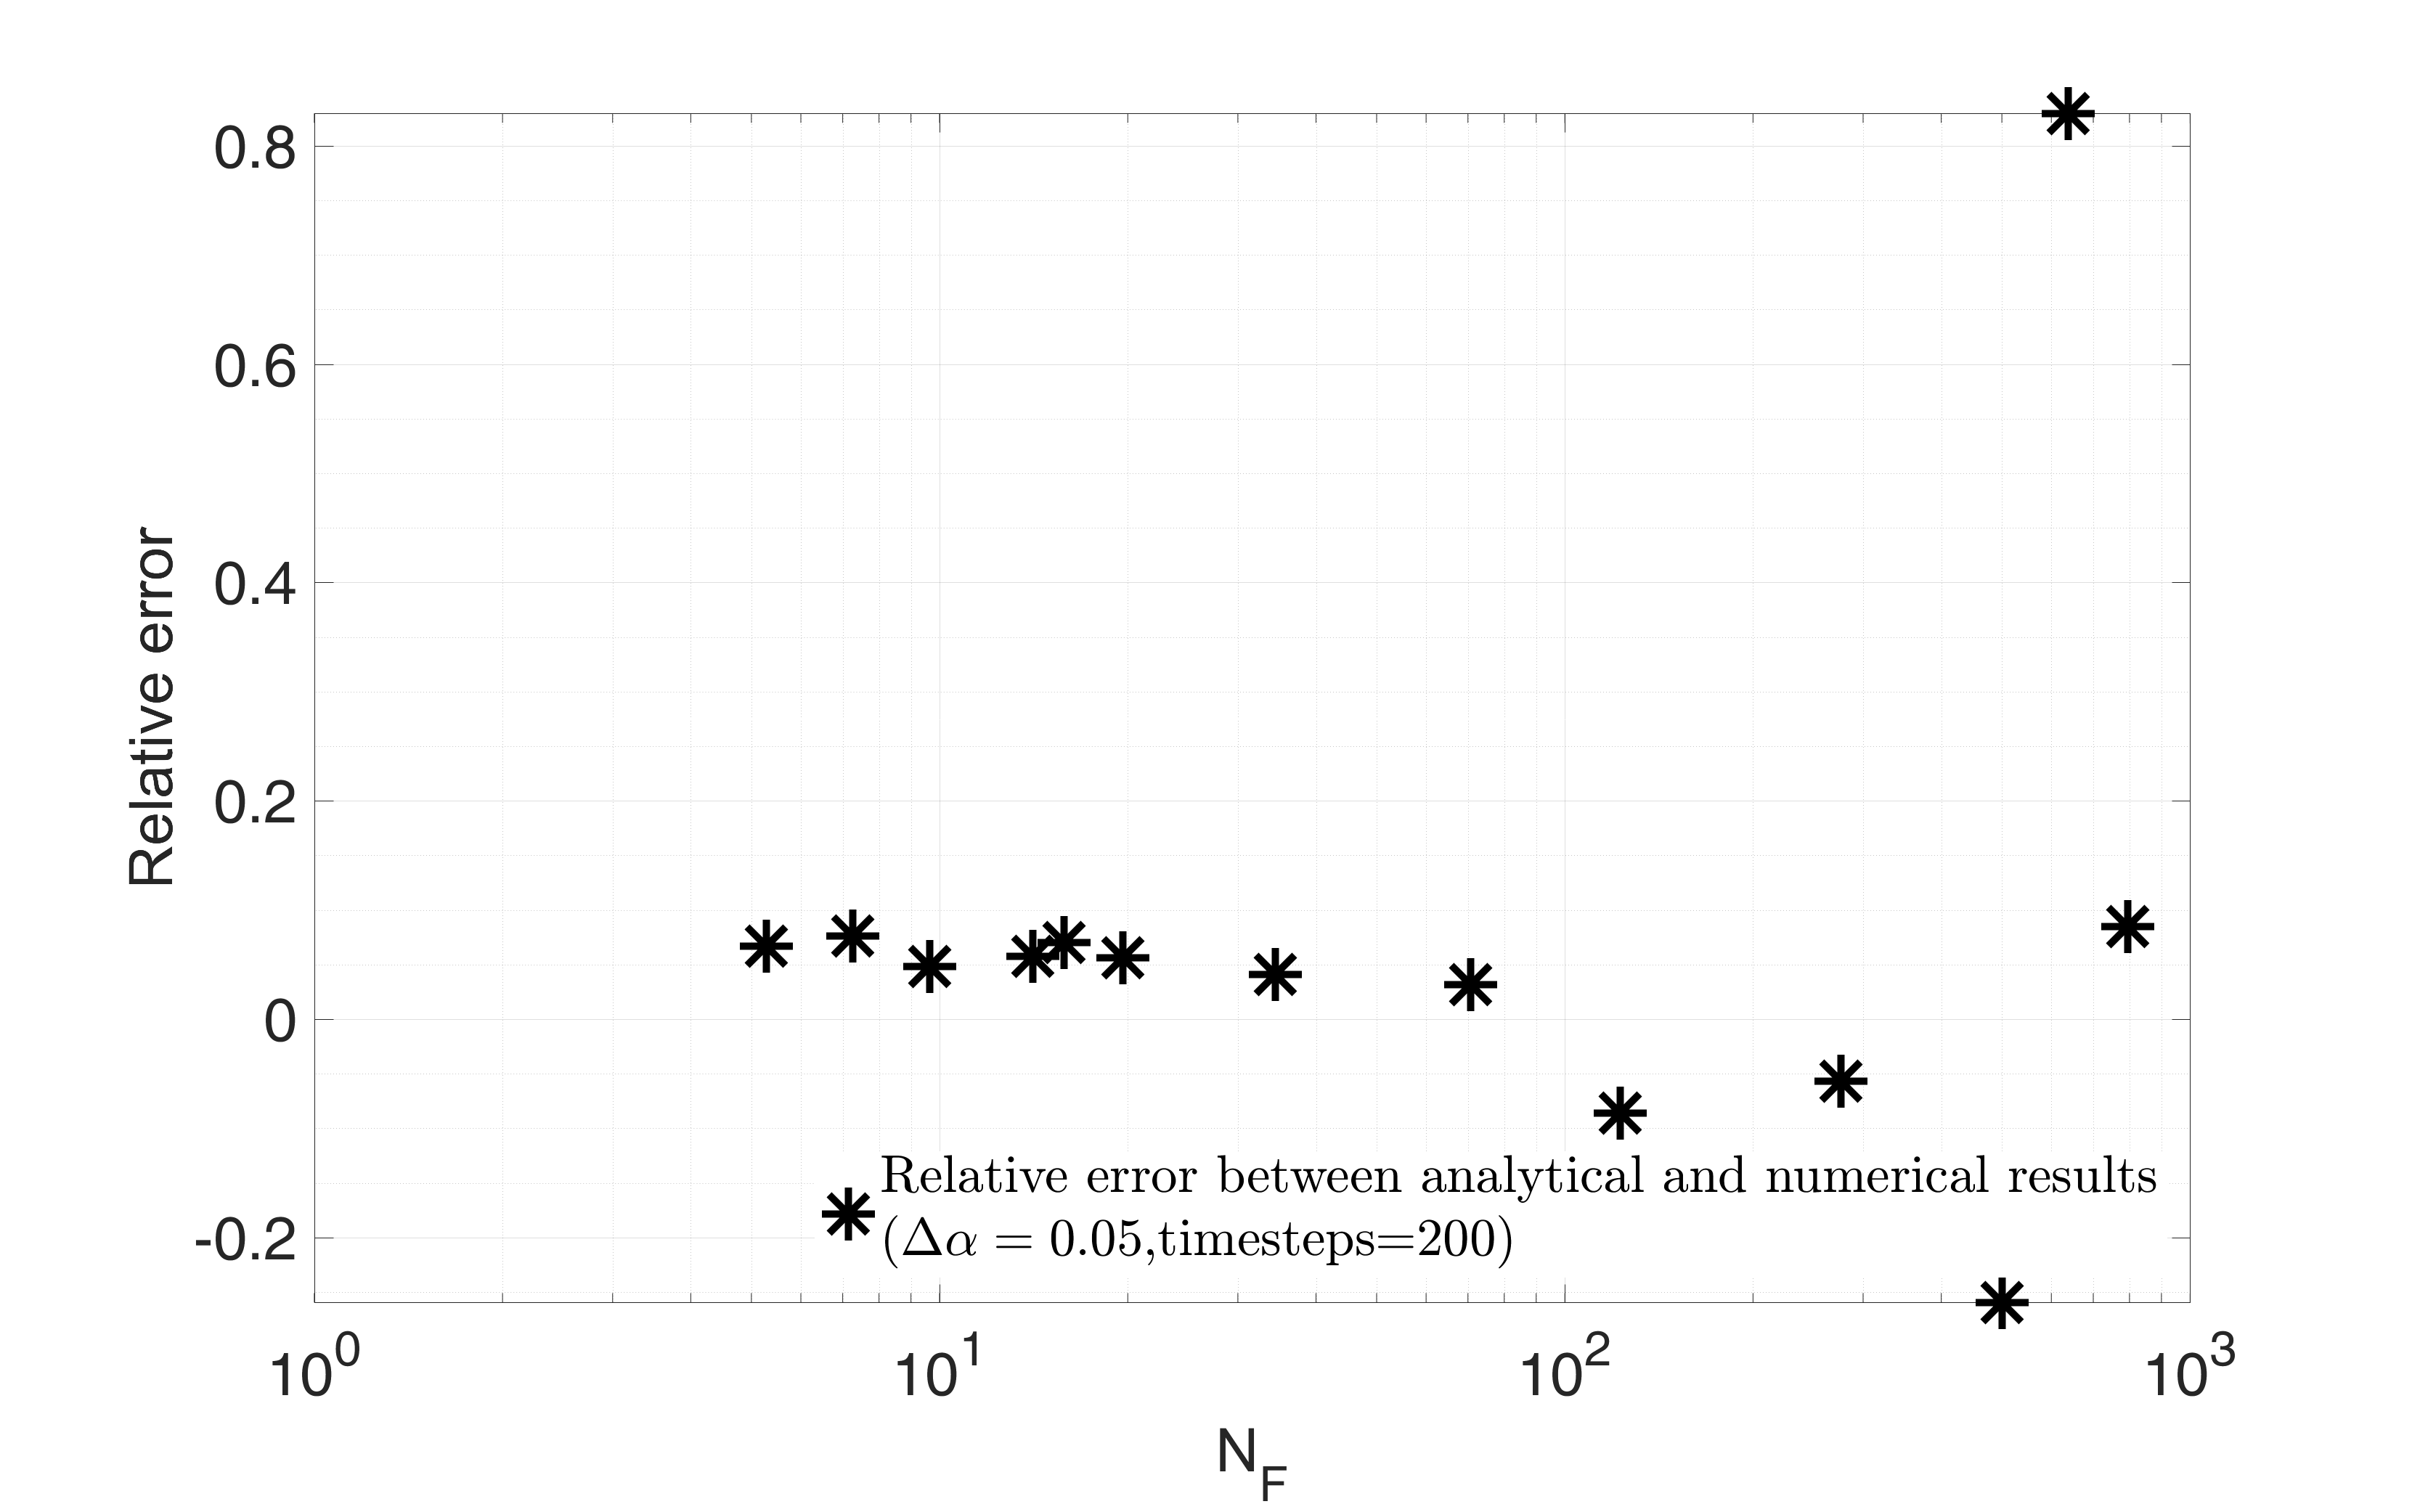 0.8
0.6
0.4
0.2
0
-0.2
Relative error
Relative error between analytical and numerical results
(Δα = 0.05,timesteps=200)
10^0 10^1 10^2 10^3
N_F